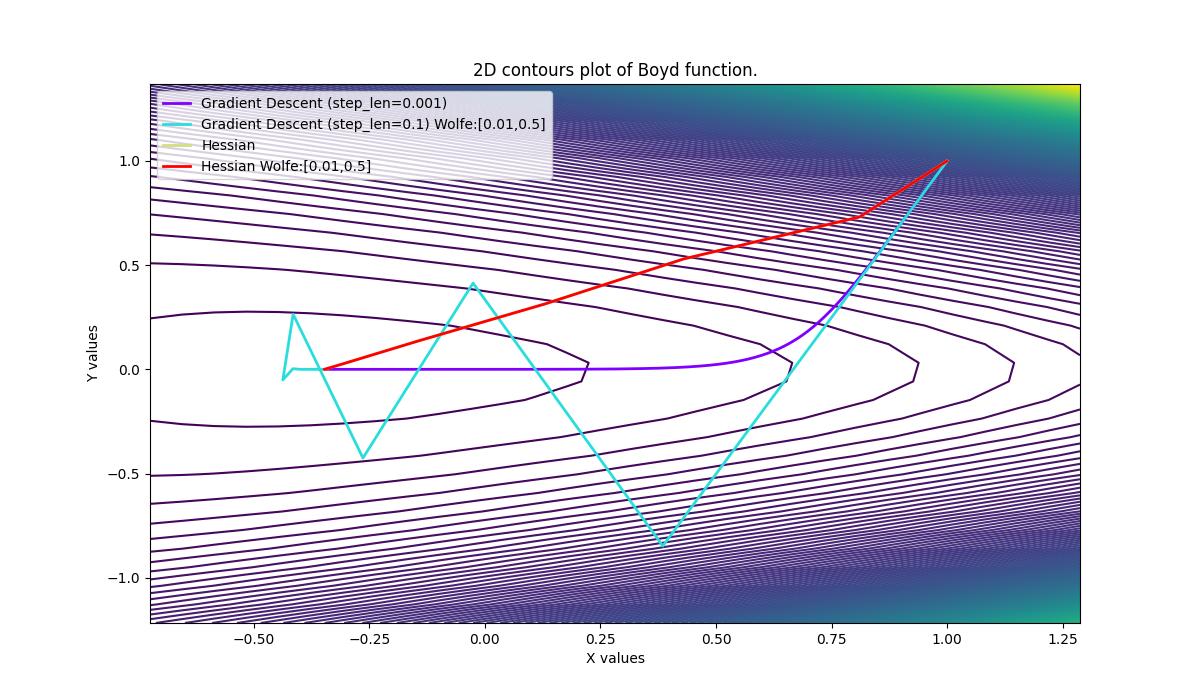 2D contours plot of Boyd function.
Gradient Descent (step_len=0.001)
Gradient Descent (step_len=0.1) Wolfe:[0.01,0.5]
Hessian
Hessian Wolfe:[0.01,0.5]
Y values
1.0
0.5
0.0
−0.5
−1.0
−0.50 −0.25 0.00 0.25 0.50 0.75 1.00 1.25
X values